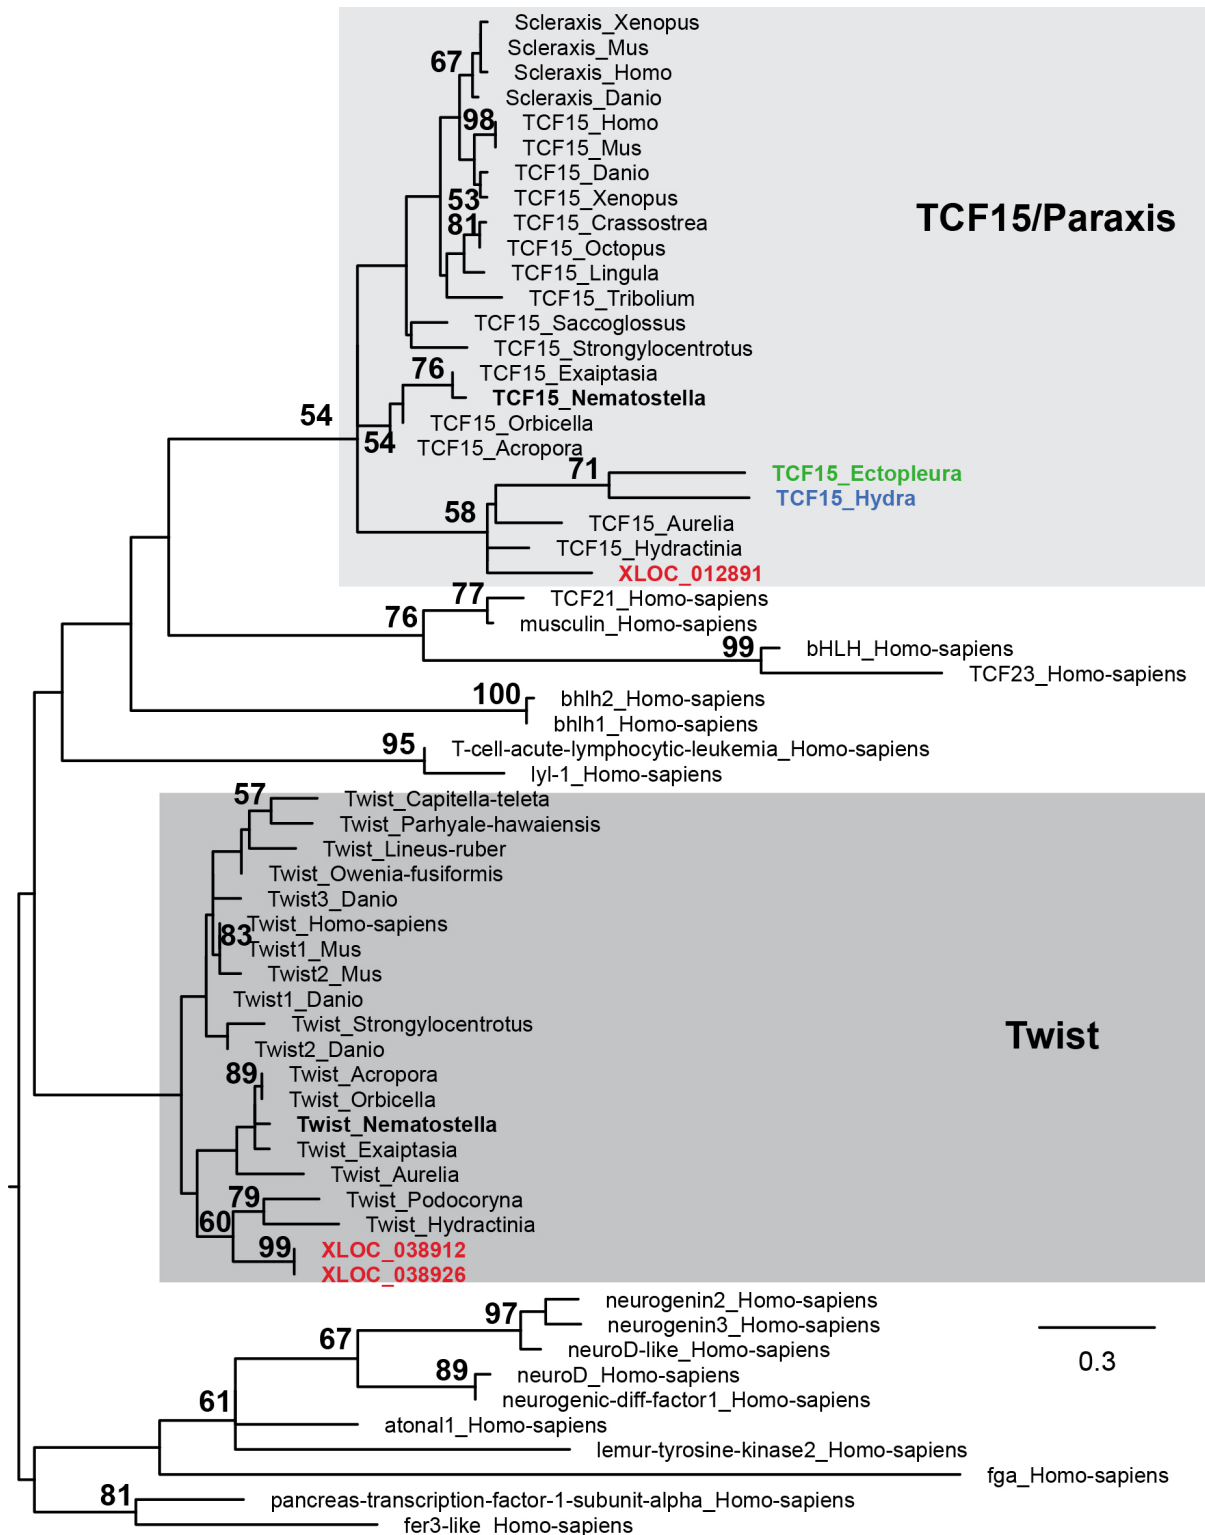 Scleraxis_Xenopus
Scleraxis_Mus
67
Scleraxis_Homo
Scleraxis_Danio
98
TCF15_Homo
TCF15_Mus
TCF15_Danio
53
TCF15_Xenopus
TCF15/Paraxis
81
TCF15_Crassostrea
TCF15_Octopus
TCF15_Lingula
TCF15_Tribolium
TCF15_Saccoglossus
TCF15_Strongylocentrotus
76
TCF15_Exaiptasia
TCF15_Nematostella
54
TCF15_Orbicella
54
TCF15_Acropora
71
TCF15_Ectopleura
TCF15_Hydra
58
TCF15_Aurelia
TCF15_Hydractinia
XLOC_012891
77
TCF21_Homo-sapiens
76
musculin_Homo-sapiens
99
bHLH_Homo-sapiens
TCF23_Homo-sapiens
100
bhlh2_Homo-sapiens
bhlh1_Homo-sapiens
95
T-cell-acute-lymphocytic-leukemia_Homo-sapiens
lyl-1_Homo-sapiens
57
Twist_Capitella-teleta
Twist_Parhyale-hawaiensis
Twist_Lineus-ruber
Twist_Owenia-fusiformis
Twist3_Danio
Twist_Homo-sapiens
83
Twist1_Mus
Twist2_Mus
Twist1_Danio
Twist_Strongylocentrotus
Twist
Twist2_Danio
89
Twist_Acropora
Twist_Orbicella
Twist_Nematostella
Twist_Exaiptasia
Twist_Aurelia
79
Twist_Podocoryna
60
Twist_Hydractinia
99
XLOC_038912
XLOC_038926
neurogenin2_Homo-sapiens
97
neurogenin3_Homo-sapiens
67
neuroD-like_Homo-sapiens
0.3
89
neuroD_Homo-sapiens
neurogenic-diff-factor1_Homo-sapiens
61
atonal1_Homo-sapiens
lemur-tyrosine-kinase2_Homo-sapiens
fga_Homo-sapiens
81
pancreas-transcription-factor-1-subunit-alpha_Homo-sapiens
fer3-like_Homo-sapiens